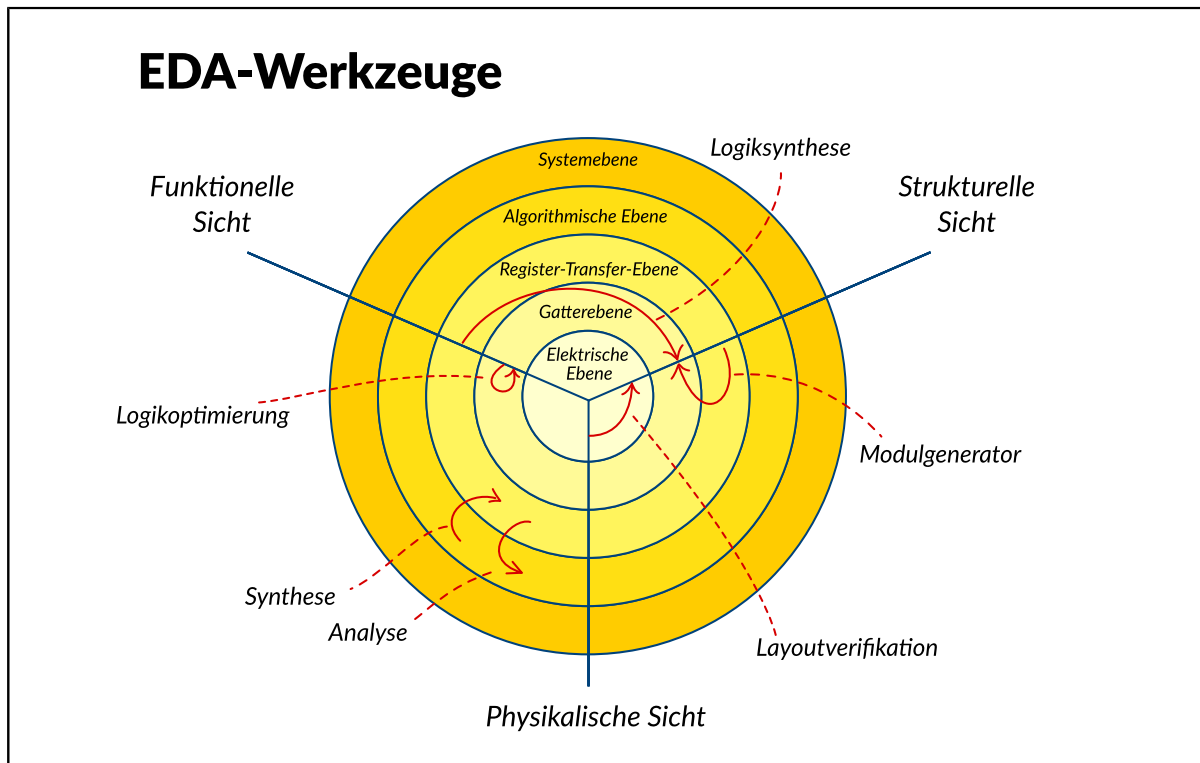 EDA-Werkzeuge
Systemebene
Logiksynthese
Funktionelle
Sicht
Strukturelle
Sicht
Algorithmische Ebene
Register-Transfer-Ebene
Gatterebene
Elektrische
Ebene
Logikoptimierung
Modulgenerator
Synthese
Analyse
Layoutverifikation
Physikalische Sicht